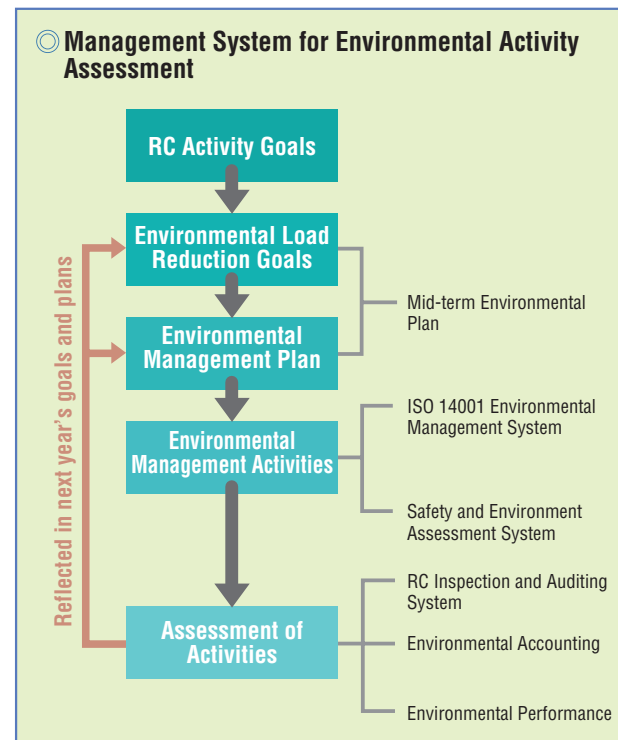 Management System for Environmental Activity
Assessment
RC Activity Goals
Environmental Load
Reduction Goals
Environmental
Management Plan
Environmental
Management Activities
Assessment of
Activities
Reflected in next year's goals and plans
Mid-term Environmental
Plan
ISO 14001 Environmental
Management System
Safety and Environment
Assessment System
RC Inspection and Auditing
System
Environmental Accounting
Environmental Performance